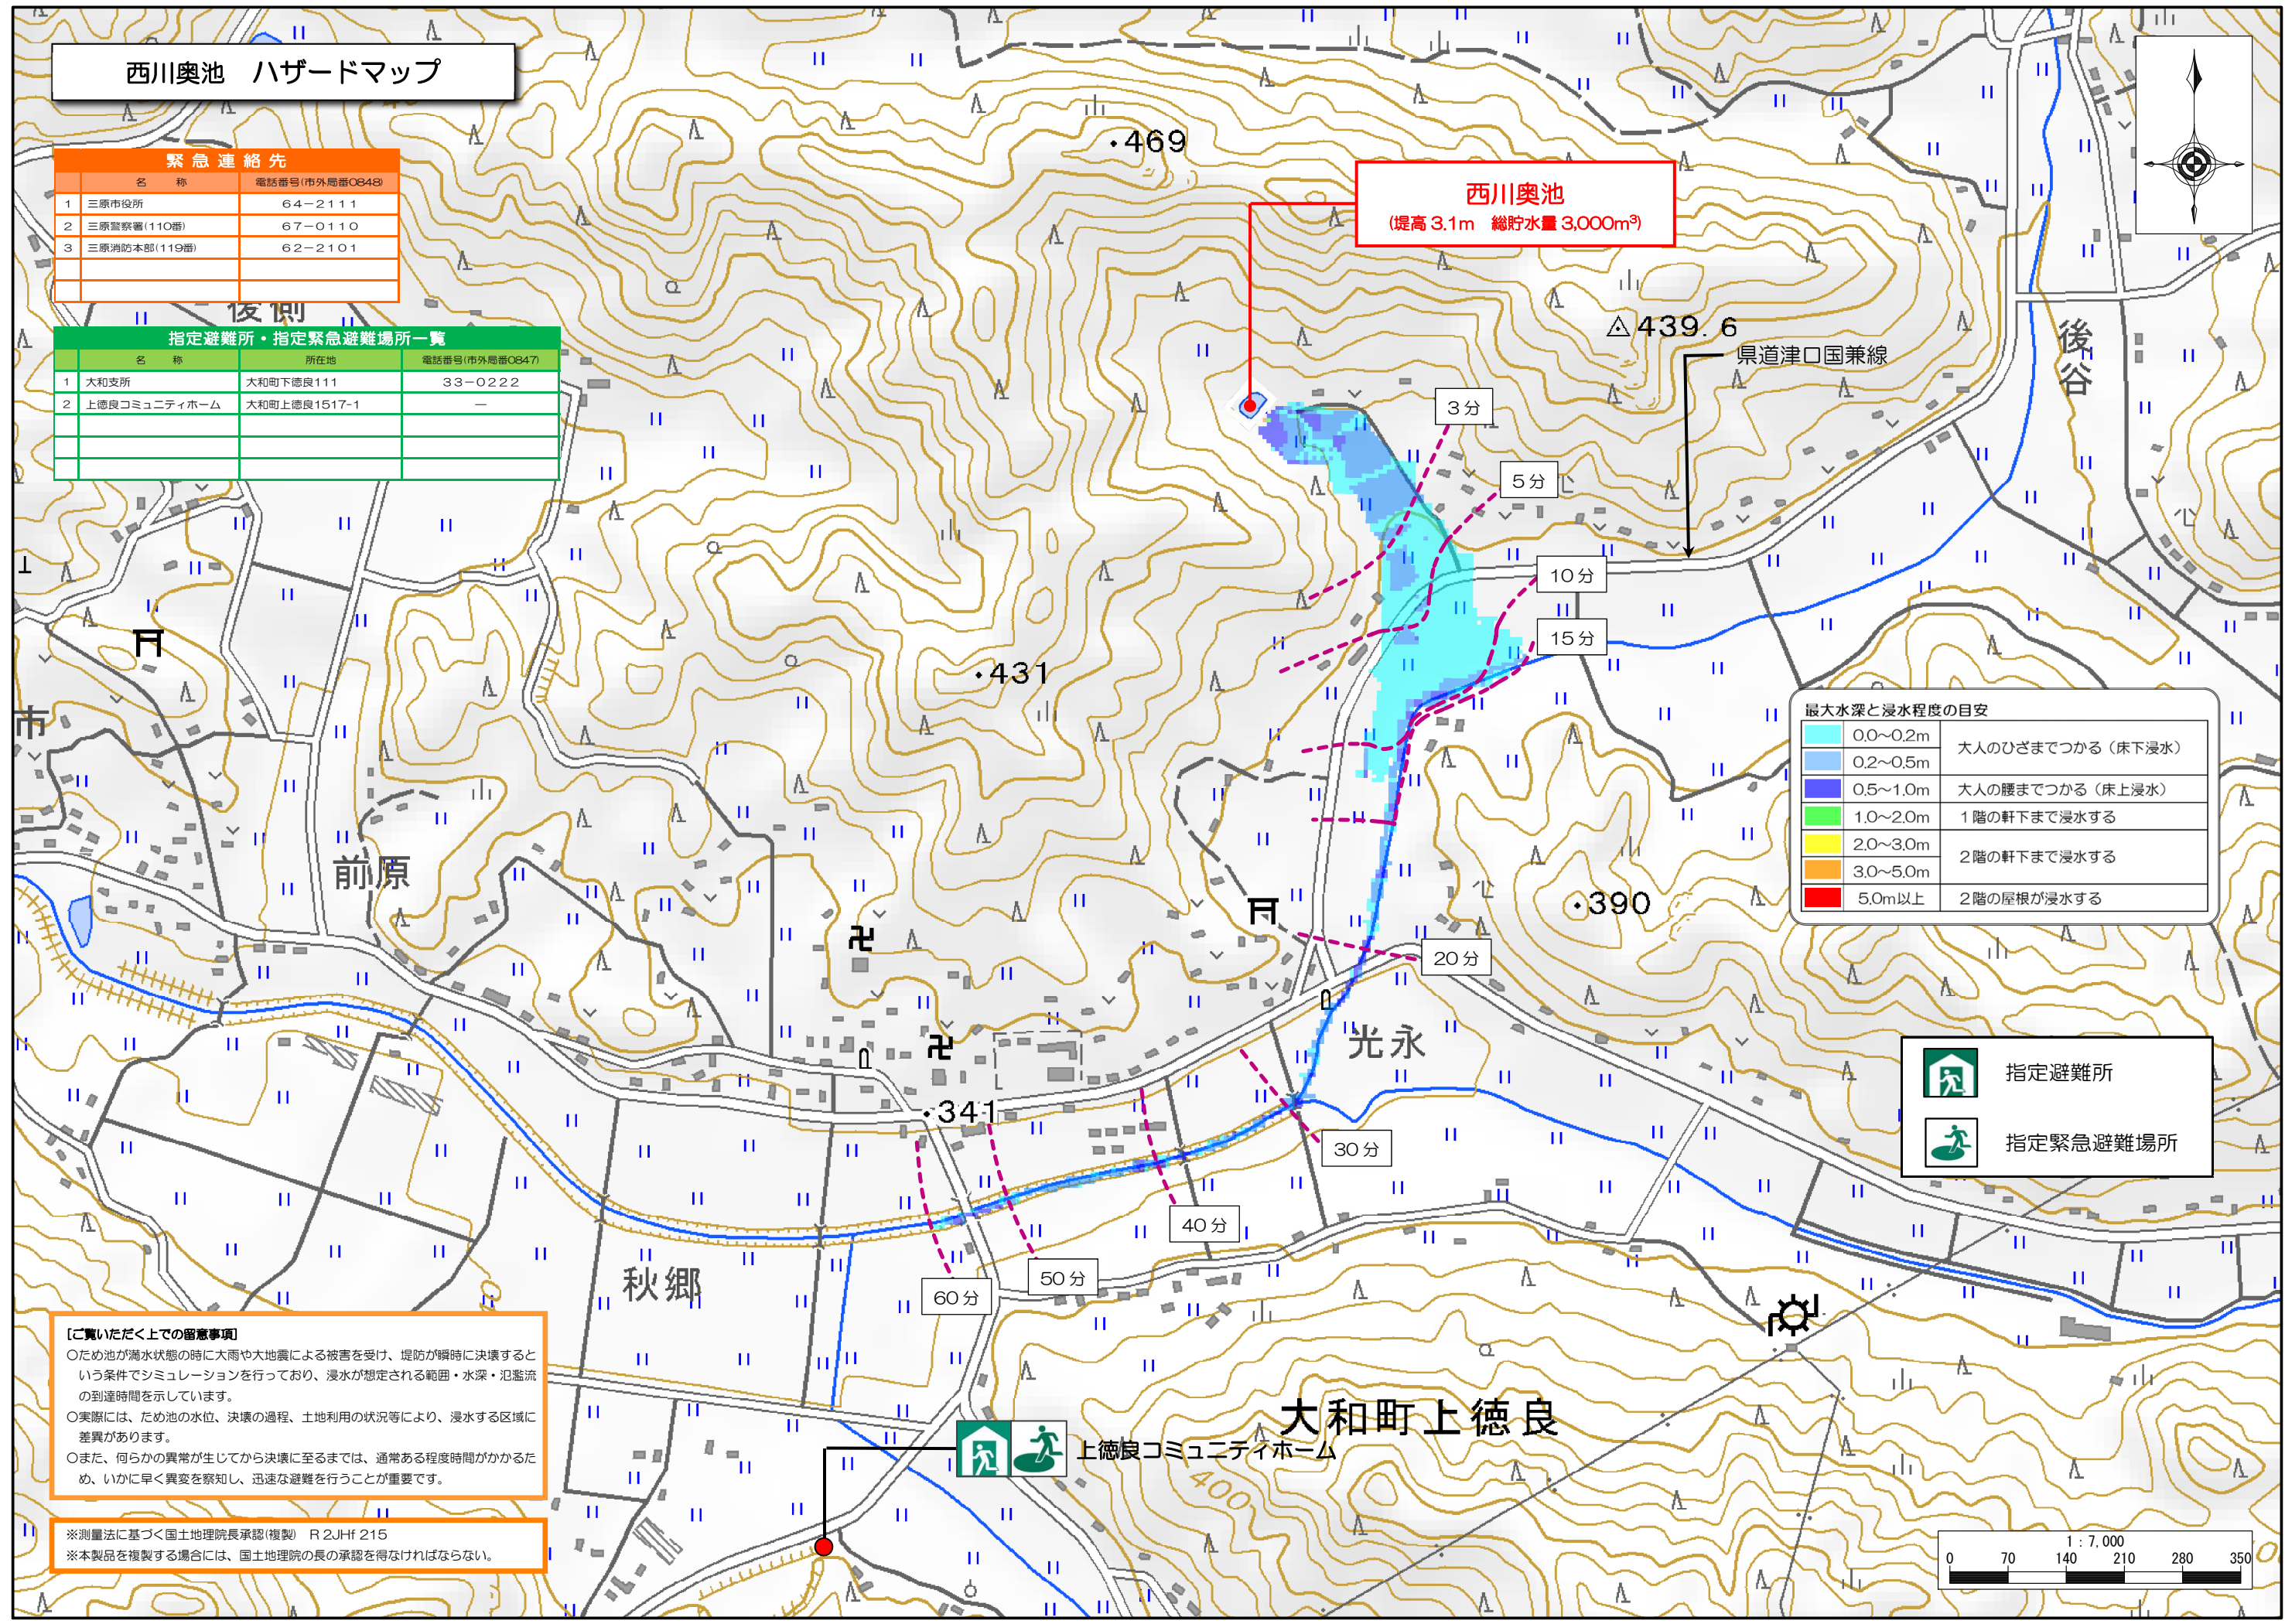 西川奥池　ハザードマップ
緊急連絡先
名　称　電話番号(市外局番0848)
1　三原市役所　64-2111
2　三原警察署(110番)　67-0110
3　三原消防本部(119番)　62-2101
後側
指定避難所・指定緊急避難場所一覧
名　称　所在地　電話番号(市外局番0847)
1　大和支所　大和町下徳良111　33-0222
2　上徳良コミュニティホーム　大和町上徳良1517-1　―
・469
西川奥池
(堤高 3.1m　総貯水量 3,000m³)
439.6
県道津口国兼線
後谷
3分
5分
10分
15分
・431
市
前原
最大水深と浸水程度の目安
0.0～0.2m
大人のひざまでつかる（床下浸水）
0.2～0.5m
0.5～1.0m　大人の腰までつかる（床上浸水）
1.0～2.0m　1階の軒下まで浸水する
2.0～3.0m
2階の軒下まで浸水する
3.0～5.0m
5.0m以上　2階の屋根が浸水する
・390
20分
光永
・341
30分
40分
50分
60分
秋郷
指定避難所
指定緊急避難場所
大和町上徳良
上徳良コミュニティホーム
400
[ご覧いただく上での留意事項]
○ため池が満水状態の時に大雨や大地震による被害を受け、堤防が瞬時に決壊すると
いう条件でシミュレーションを行っており、浸水が想定される範囲・水深・氾濫流
の到達時間を示しています。
○実際には、ため池の水位、決壊の過程、土地利用の状況等により、浸水する区域に
差異があります。
○また、何らかの異常が生じてから決壊に至るまでは、通常ある程度時間がかかるた
め、いかに早く異変を察知し、迅速な避難を行うことが重要です。
※測量法に基づく国土地理院長承認(複製)　R 2JHf 215
※本製品を複製する場合には、国土地理院の長の承認を得なければならない。
1：7,000
0　70　140　210　280　350